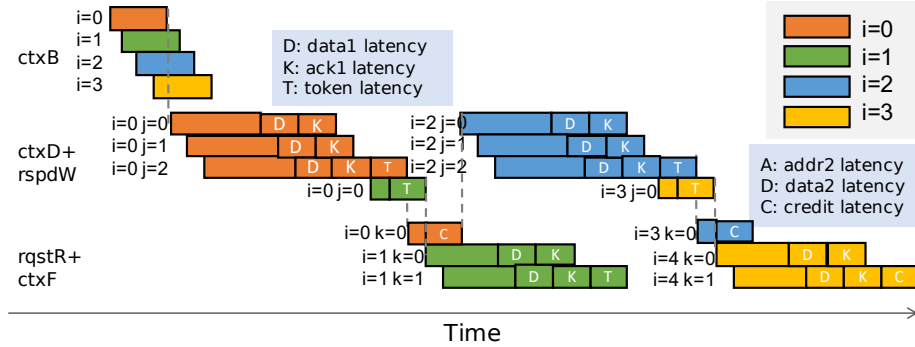 i=0
i=1
ctxB
i=2
i=3
D: data1 latency
K: ack1 latency
T: token latency
i=0
i=1
i=2
i=3
i=0 j=0 D K
i=0 j=1 D K
i=0 j=2 D K T
i=0 j=0 T
ctxD+
rspdW
i=2 j=0 D K
i=2 j=1 D K
i=2 j=2 D K T
i=3 j=0 T
A: addr2 latency
D: data2 latency
C: credit latency
rqstR+
ctxF
i=0 k=0 C
i=1 k=0 D K
i=1 k=1 D K T
i=3 k=0 C
i=4 k=0 D K
i=4 k=1 D K C
Time